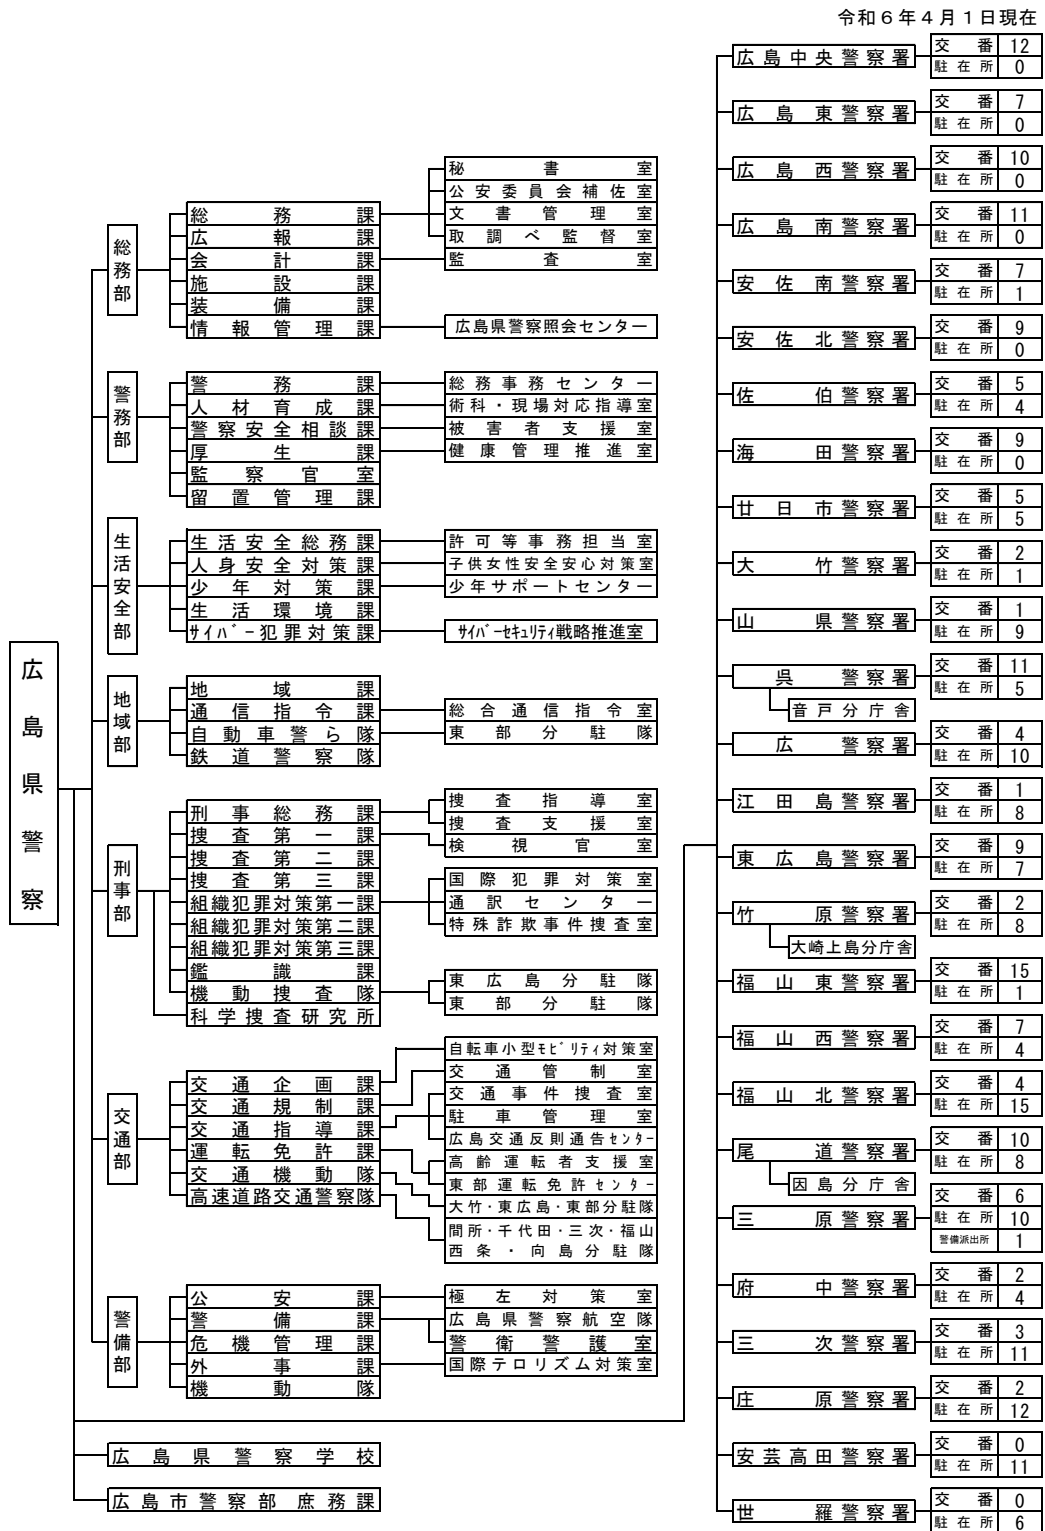 令和６年４月１日現在
広島県警察
総務部
総務課
秘書室
公安委員会補佐室
文書管理室
取調べ監督室
広報課
会計課
監査室
施設課
装備課
情報管理課
広島県警察照会センター
警務部
警務課
総務事務センター
人材育成課
術科・現場対応指導室
警察安全相談課
被害者支援室
厚生課
健康管理推進室
監察官室
留置管理課
生活安全部
生活安全総務課
許可等事務担当室
人身安全対策課
子供女性安全安心対策室
少年対策課
少年サポートセンター
生活環境課
ｻｲﾊﾞｰ犯罪対策課
ｻｲﾊﾞｰｾｷｭﾘﾃｨ戦略推進室
地域部
地域課
通信指令課
総合通信指令室
自動車警ら隊
東部分駐隊
鉄道警察隊
刑事部
刑事総務課
捜査指導室
捜査支援室
捜査第一課
検視官室
捜査第二課
捜査第三課
組織犯罪対策第一課
国際犯罪対策室
通訳センター
特殊詐欺事件捜査室
組織犯罪対策第二課
組織犯罪対策第三課
鑑識課
機動捜査隊
東広島分駐隊
東部分駐隊
科学捜査研究所
交通部
交通企画課
自転車小型ﾓﾋﾞﾘﾃｨ対策室
交通規制課
交通管制室
交通指導課
交通事件捜査室
駐車管理室
広島交通反則通告ｾﾝﾀｰ
運転免許課
高齢運転者支援室
東部運転免許センター
交通機動隊
大竹・東広島・東部分駐隊
高速道路交通警察隊
間所・千代田・三次・福山
西条・向島分駐隊
警備部
公安課
極左対策室
警備課
広島県警察航空隊
警衛警護室
危機管理課
外事課
国際テロリズム対策室
機動隊
広島県警察学校
広島市警察部 庶務課
広島中央警察署
交番 12
駐在所 0
広島東警察署
交番 7
駐在所 0
広島西警察署
交番 10
駐在所 0
広島南警察署
交番 11
駐在所 0
安佐南警察署
交番 7
駐在所 1
安佐北警察署
交番 9
駐在所 0
佐伯警察署
交番 5
駐在所 4
海田警察署
交番 9
駐在所 0
廿日市警察署
交番 5
駐在所 5
大竹警察署
交番 2
駐在所 1
山県警察署
交番 1
駐在所 9
呉警察署
交番 11
駐在所 5
音戸分庁舎
広警察署
交番 4
駐在所 10
江田島警察署
交番 1
駐在所 8
東広島警察署
交番 9
駐在所 7
竹原警察署
交番 2
駐在所 8
大崎上島分庁舎
福山東警察署
交番 15
駐在所 1
福山西警察署
交番 7
駐在所 4
福山北警察署
交番 4
駐在所 15
尾道警察署
交番 10
駐在所 8
因島分庁舎
三原警察署
交番 6
駐在所 10
警備派出所 1
府中警察署
交番 2
駐在所 4
三次警察署
交番 3
駐在所 11
庄原警察署
交番 2
駐在所 12
安芸高田警察署
交番 0
駐在所 11
世羅警察署
交番 0
駐在所 6